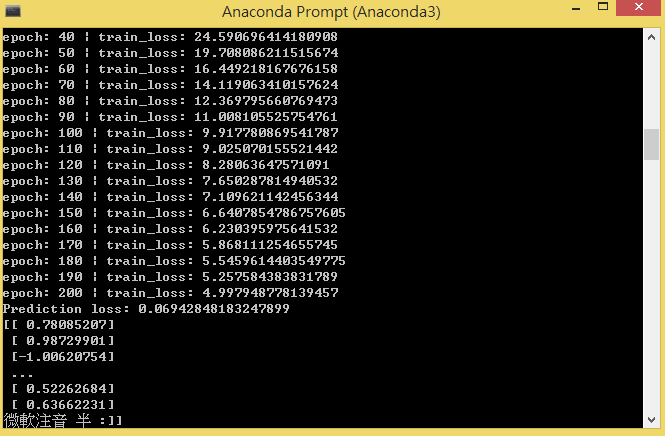 Anaconda Prompt (Anaconda3)
epoch: 40 ¦ train_loss: 24.590696414180908
epoch: 50 ¦ train_loss: 19.708086211515674
epoch: 60 ¦ train_loss: 16.449218167676158
epoch: 70 ¦ train_loss: 14.119063410157624
epoch: 80 ¦ train_loss: 12.369795660769473
epoch: 90 ¦ train_loss: 11.008105525754761
epoch: 100 ¦ train_loss: 9.917780869541787
epoch: 110 ¦ train_loss: 9.025070155521442
epoch: 120 ¦ train_loss: 8.28063647571091
epoch: 130 ¦ train_loss: 7.650287814940532
epoch: 140 ¦ train_loss: 7.109621142456344
epoch: 150 ¦ train_loss: 6.6407854786757605
epoch: 160 ¦ train_loss: 6.230395975641532
epoch: 170 ¦ train_loss: 5.868111254655745
epoch: 180 ¦ train_loss: 5.5459614403549775
epoch: 190 ¦ train_loss: 5.257584383831789
epoch: 200 ¦ train_loss: 4.997948778139457
Prediction loss: 0.06942848183247899
[[ 0.78085207]
 [ 0.98729901]
 [-1.00620754]
 ...
 [ 0.52262684]
 [ 0.63662231]
微軟注音 半 :]]